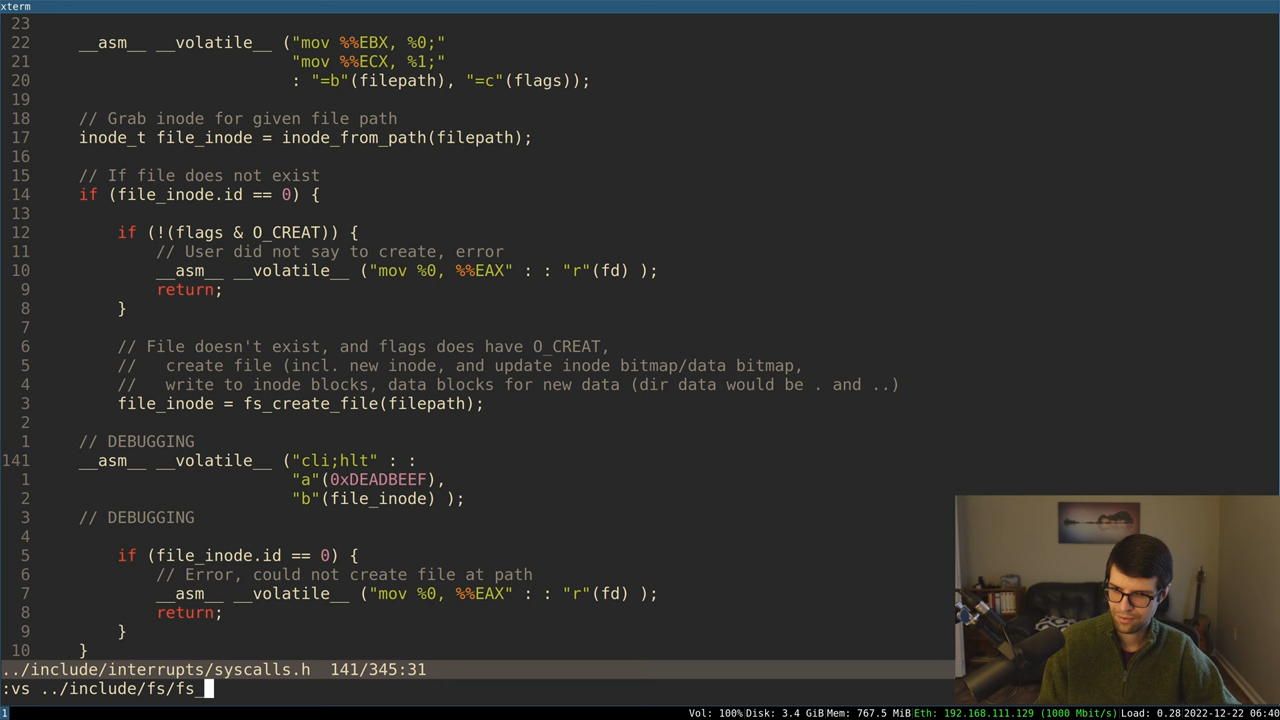 xterm
23
22     __asm__ __volatile__ ("mov %%EBX, %0;"
21                           "mov %%ECX, %1;"
20                           : "=b"(filepath), "=c"(flags));
19
18     // Grab inode for given file path
17     inode_t file_inode = inode_from_path(filepath);
16
15     // If file does not exist
14     if (file_inode.id == 0) {
13
12         if (!(flags & O_CREAT)) {
11             // User did not say to create, error
10             __asm__ __volatile__ ("mov %0, %%EAX" : : "r"(fd) );
9             return;
8         }
7
6         // File doesn't exist, and flags does have O_CREAT,
5         //   create file (incl. new inode, and update inode bitmap/data bitmap,
4         //   write to inode blocks, data blocks for new data (dir data would be . and ..)
3         file_inode = fs_create_file(filepath);
2
1     // DEBUGGING
141     __asm__ __volatile__ ("cli;hlt" : :
1                           "a"(0xDEADBEEF),
2                           "b"(file_inode) );
3     // DEBUGGING
4
5         if (file_inode.id == 0) {
6             // Error, could not create file at path
7             __asm__ __volatile__ ("mov %0, %%EAX" : : "r"(fd) );
8             return;
9         }
10     }
../include/interrupts/syscalls.h  141/345:31
:vs ../include/fs/fs_
1 Vol: 100% Disk: 3.4 GiB Mem: 767.5 MiB Eth: 192.168.111.129 (1000 Mbit/s) Load: 0.28 2022-12-22 06:40